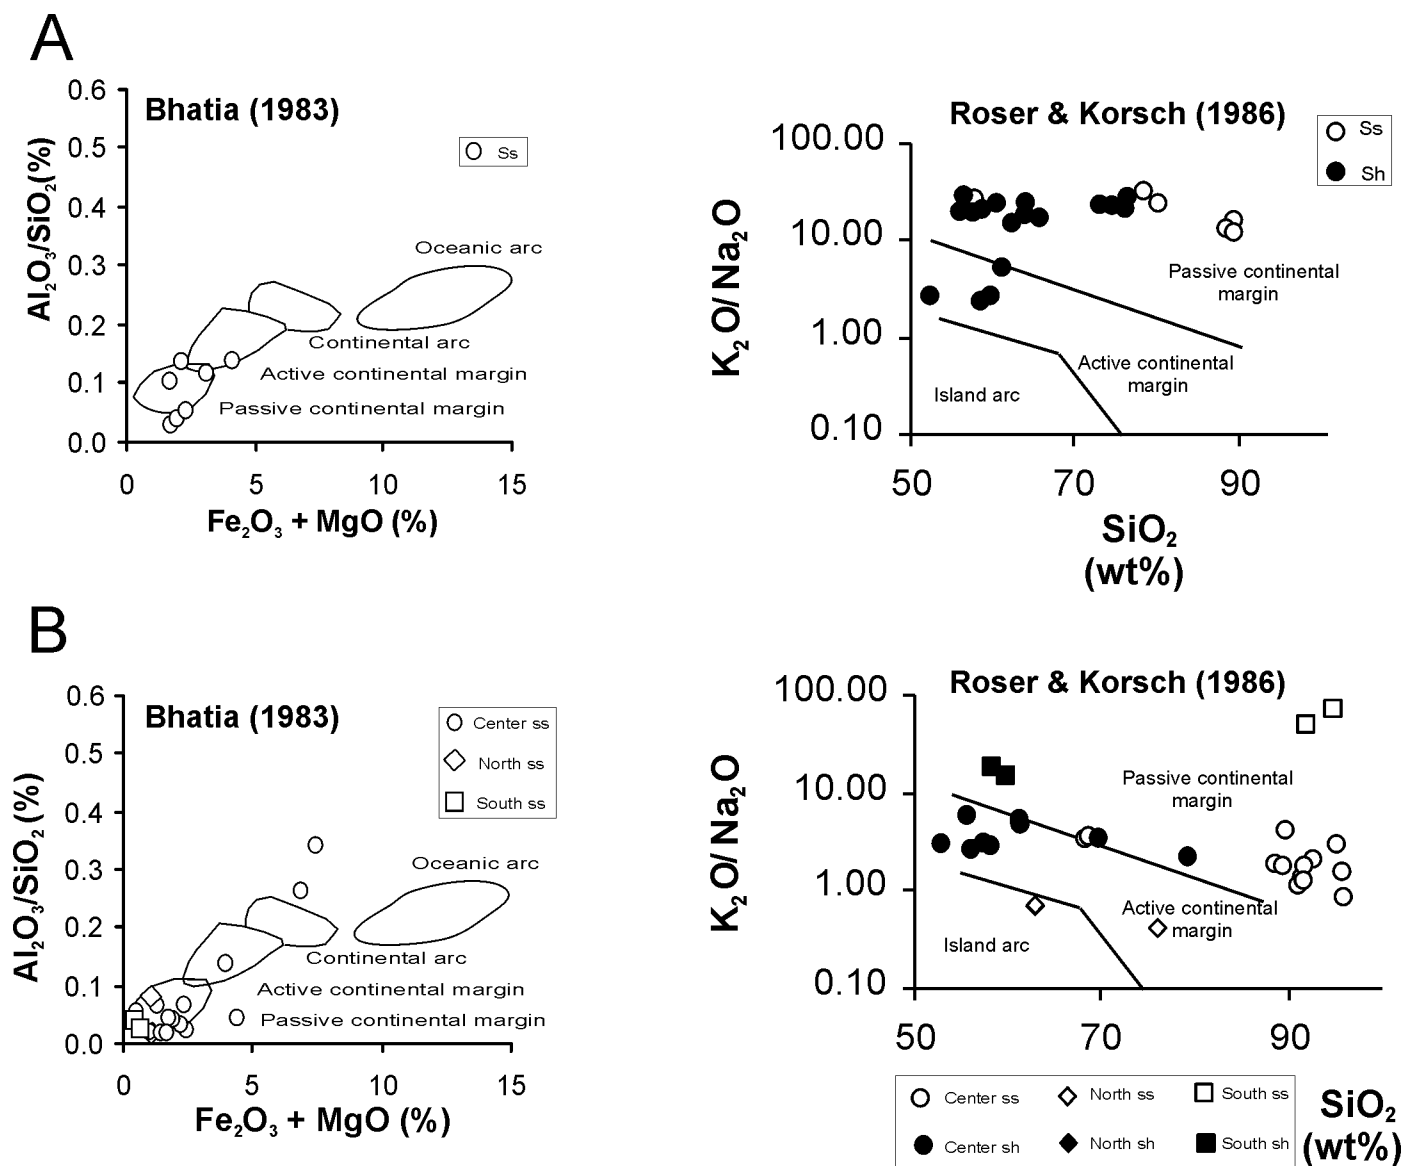 A
Bhatia (1983)
Ss
0.6
0.5
0.4
0.3
0.2
0.1
0.0
Al₂O₃/SiO₂(%)
Oceanic arc
Continental arc
Active continental margin
Passive continental margin
0 5 10 15
Fe₂O₃ + MgO (%)
Roser & Korsch (1986)
Ss
Sh
100.00
10.00
1.00
0.10
K₂O/Na₂O
Passive continental
margin
Active continental
margin
Island arc
50 70 90
SiO₂
(wt%)
B
Bhatia (1983)
Center ss
North ss
South ss
0.6
0.5
0.4
0.3
0.2
0.1
0.0
Al₂O₃/SiO₂ (%)
Oceanic arc
Continental arc
Active continental margin
Passive continental margin
0 5 10 15
Fe₂O₃ + MgO (%)
Roser & Korsch (1986)
100.00
10.00
1.00
0.10
K₂O/Na₂O
Passive continental
margin
Active continental
margin
Island arc
50 70 90
Center ss North ss South ss
Center sh North sh South sh
SiO₂
(wt%)